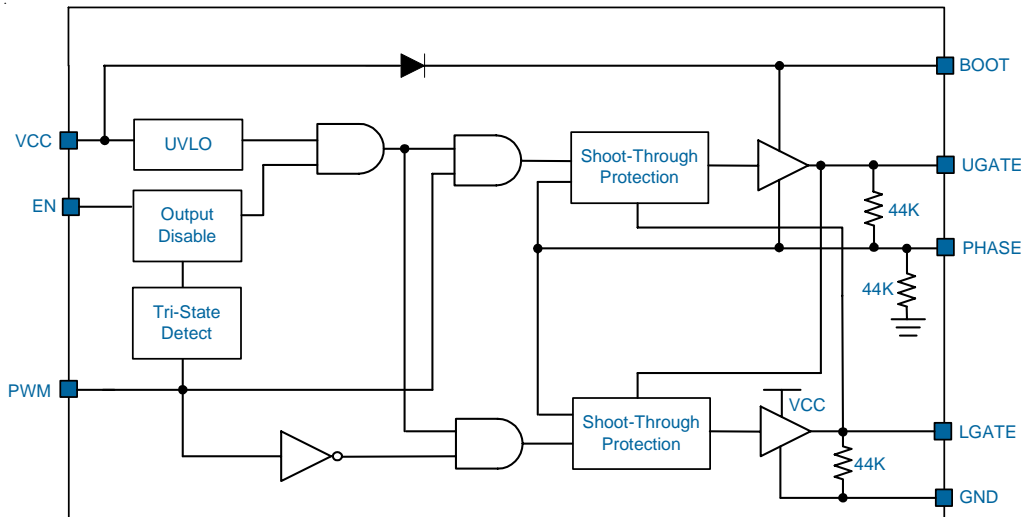 BOOT
VCC
UVLO
Shoot-Through
Protection
UGATE
EN
Output
Disable
44K
PHASE
Tri-State
Detect
44K
PWM
VCC
Shoot-Through
Protection
LGATE
44K
GND